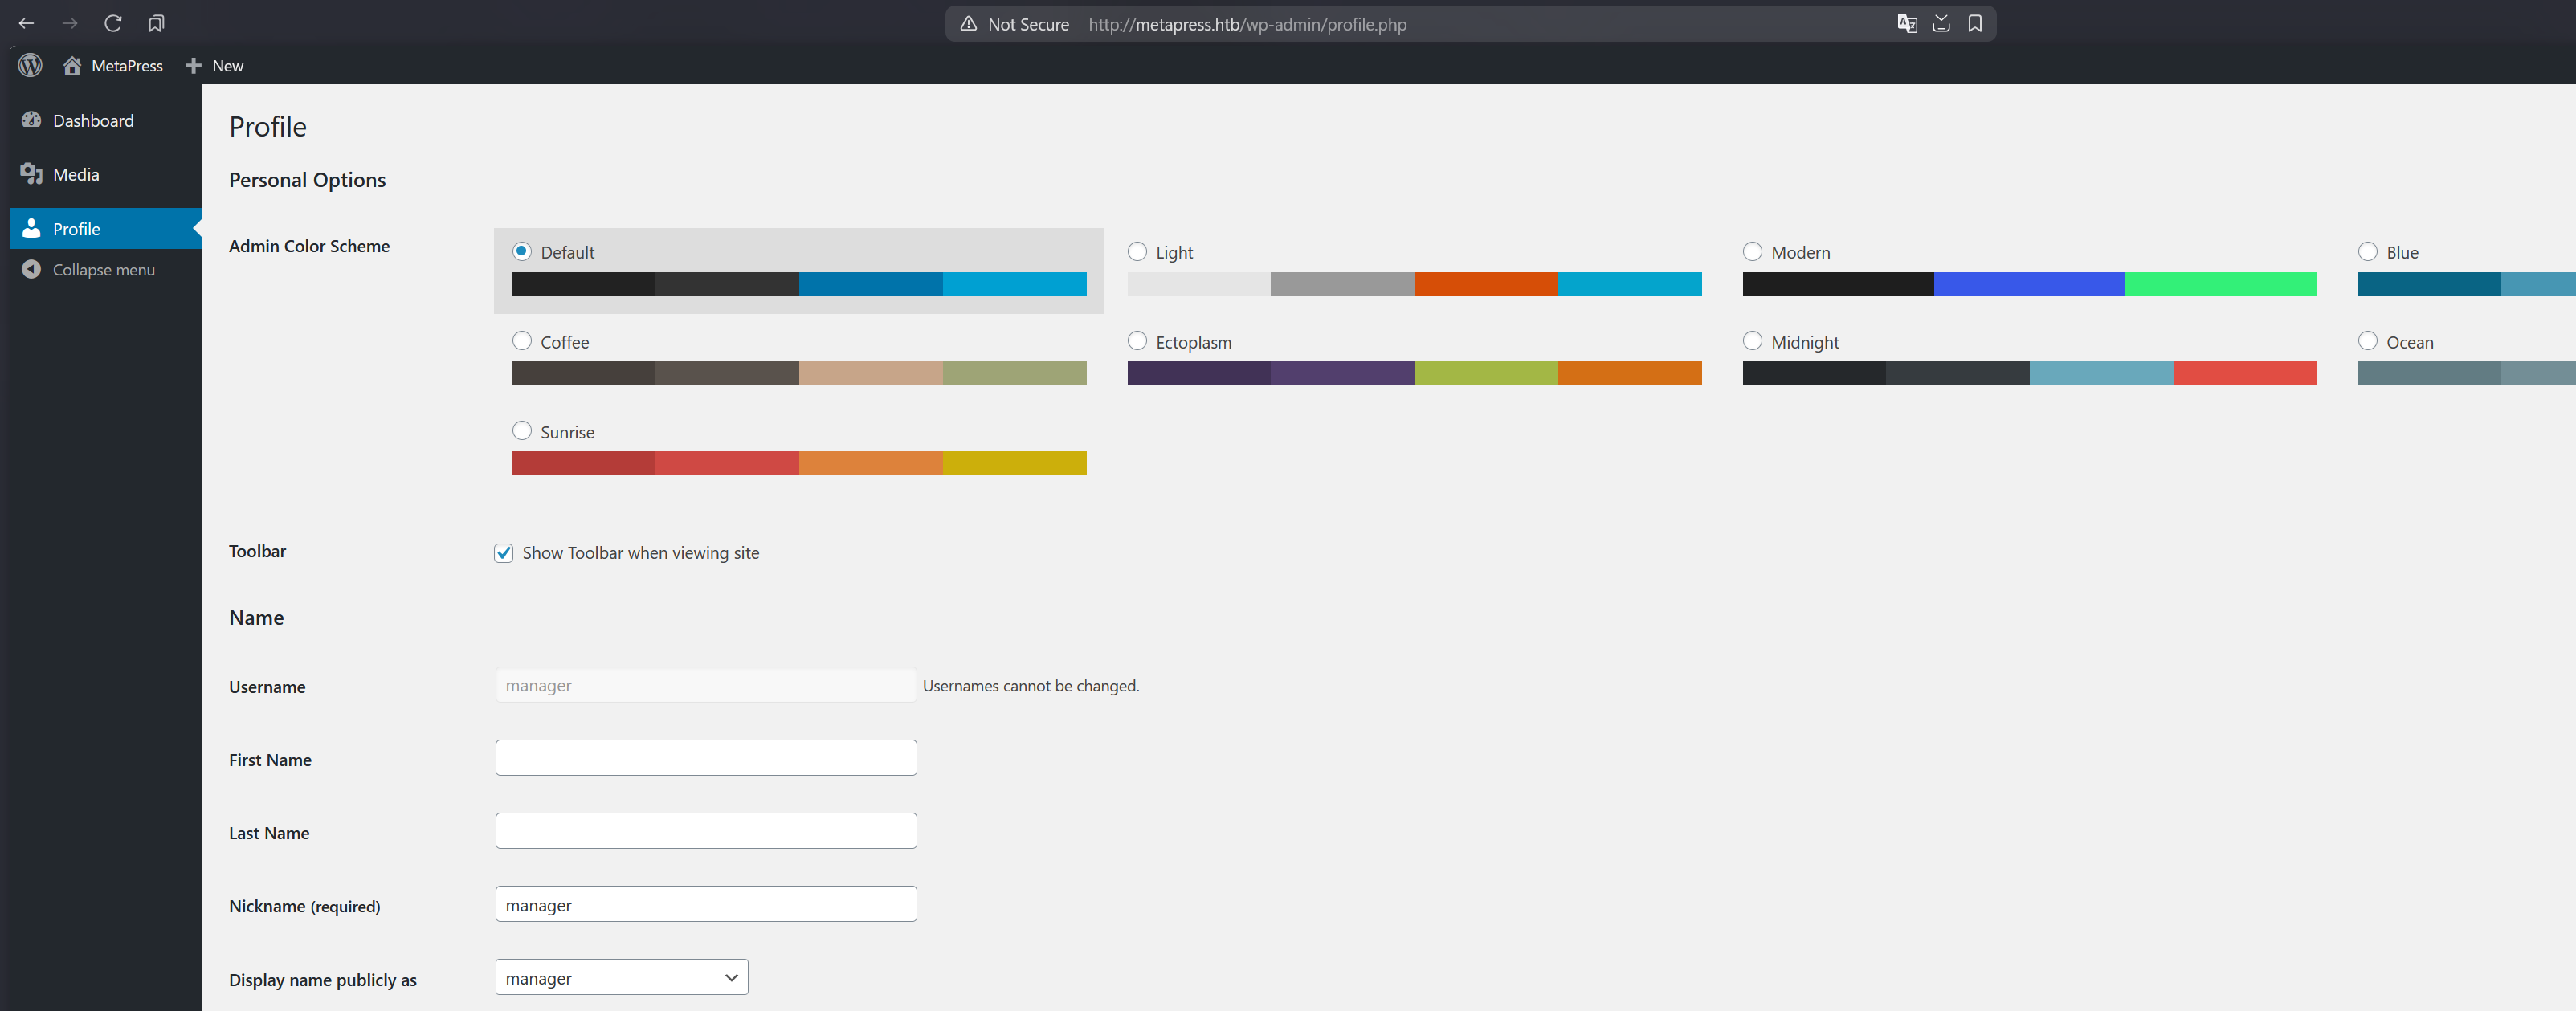 Not Secure http://metapress.htb/wp-admin/profile.php
MetaPress New
Dashboard
Media
Profile
Collapse menu
Profile
Personal Options
Admin Color Scheme
Default
Light
Modern
Blue
Coffee
Ectoplasm
Midnight
Ocean
Sunrise
Toolbar
Show Toolbar when viewing site
Name
Username
manager
Usernames cannot be changed.
First Name
Last Name
Nickname (required)
manager
Display name publicly as
manager